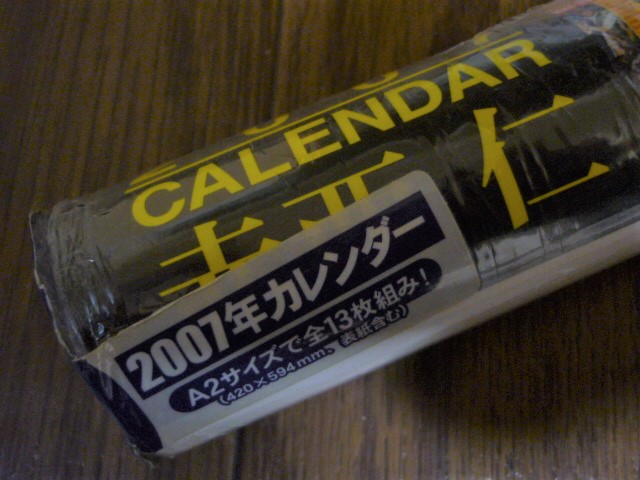 CALENDAR
仁
2007年カレンダー
A2サイズで全13枚組み!
(420×594mm、表紙含む)